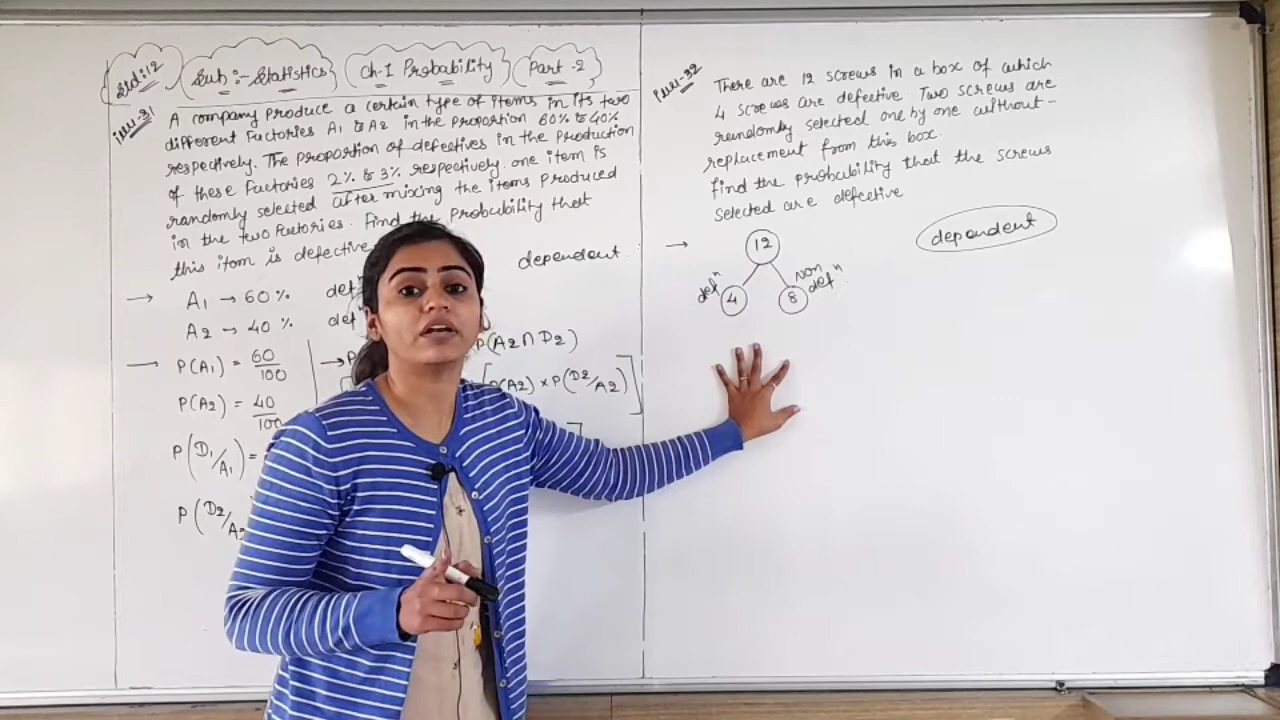 Std:12
Sub :- Statistics
Ch-1 Probability
Part-2
illu-31
A company produce a certain type of items in its two
different Factories A1 & A2 in the proportion 60% & 40%
respectively. The proportion of defectives in the production
of these Factories 2% & 3% respectively. one item is
randomly selected after mixing the items produced
in the two Factories. Find the probability that
this item is defective
dependent
A1 → 60% defⁿ
A2 → 40% defⁿ
P(A1) = 60/100
P(A2 ∩ D2)
P(A2) = 40/100
P(A2) × P(D2/A2)
P(D1/A1) =
P(D2/A2
illu-32
There are 12 screws in a box of which
4 screws are defective. Two screws are
randomly selected one by one without-
replacement from this box.
Find the probability that the screws
selected are defective
dependent
→ 12
defⁿ 4
8 non defⁿ